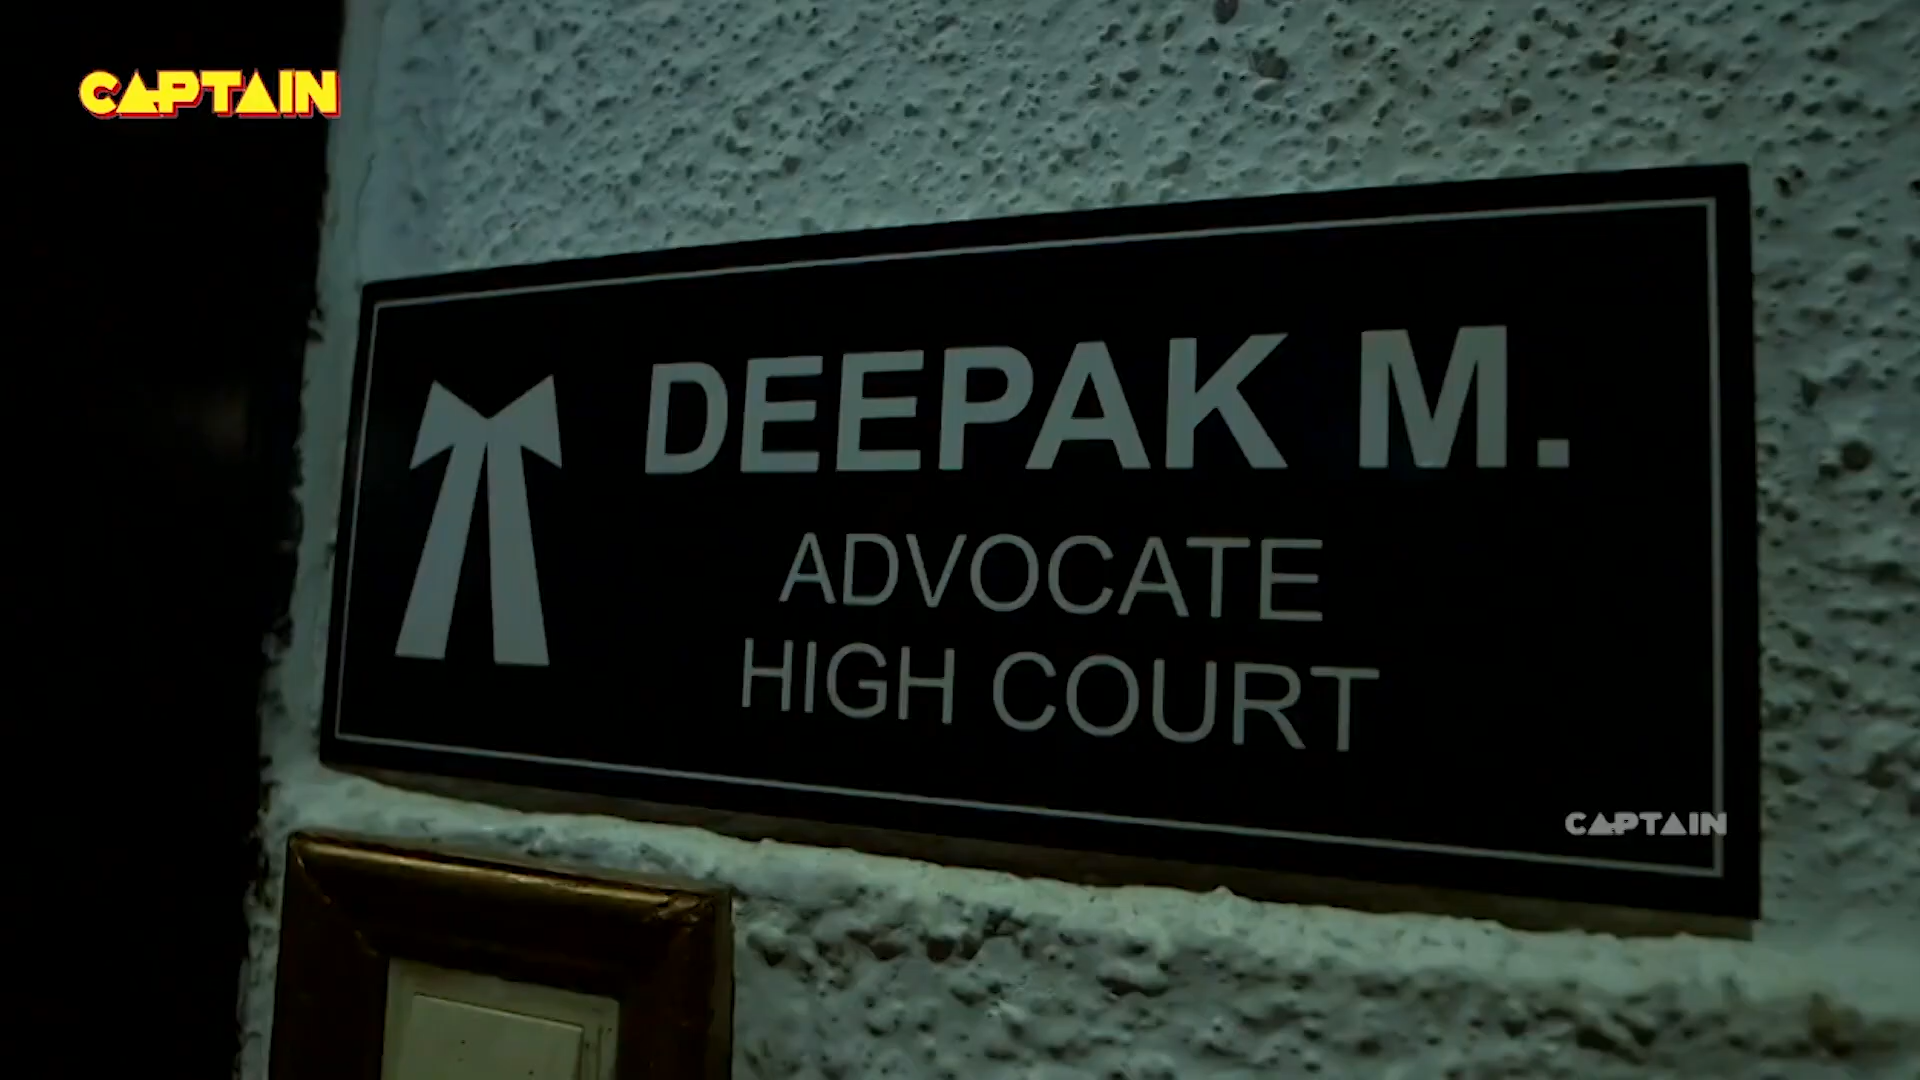 CAPTAIN
DEEPAK M.
ADVOCATE
HIGH COURT
CAPTAIN